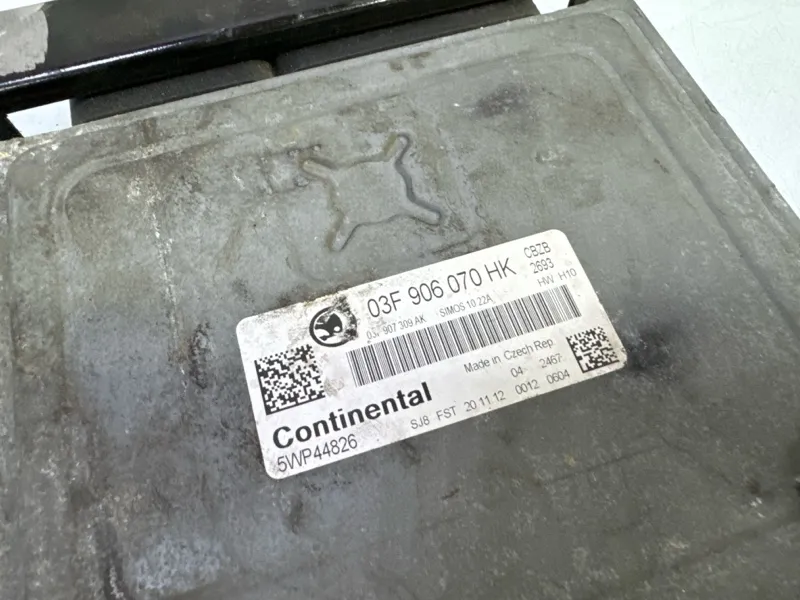 03F 906 070 HK
CBZB
2693
03F 907 309 AK SIMOS 10.22A
HW H10
Made in Czech Rep.
04 2467
Continental
SJ8 FST 20.11.12 0012 0604
5WP44826